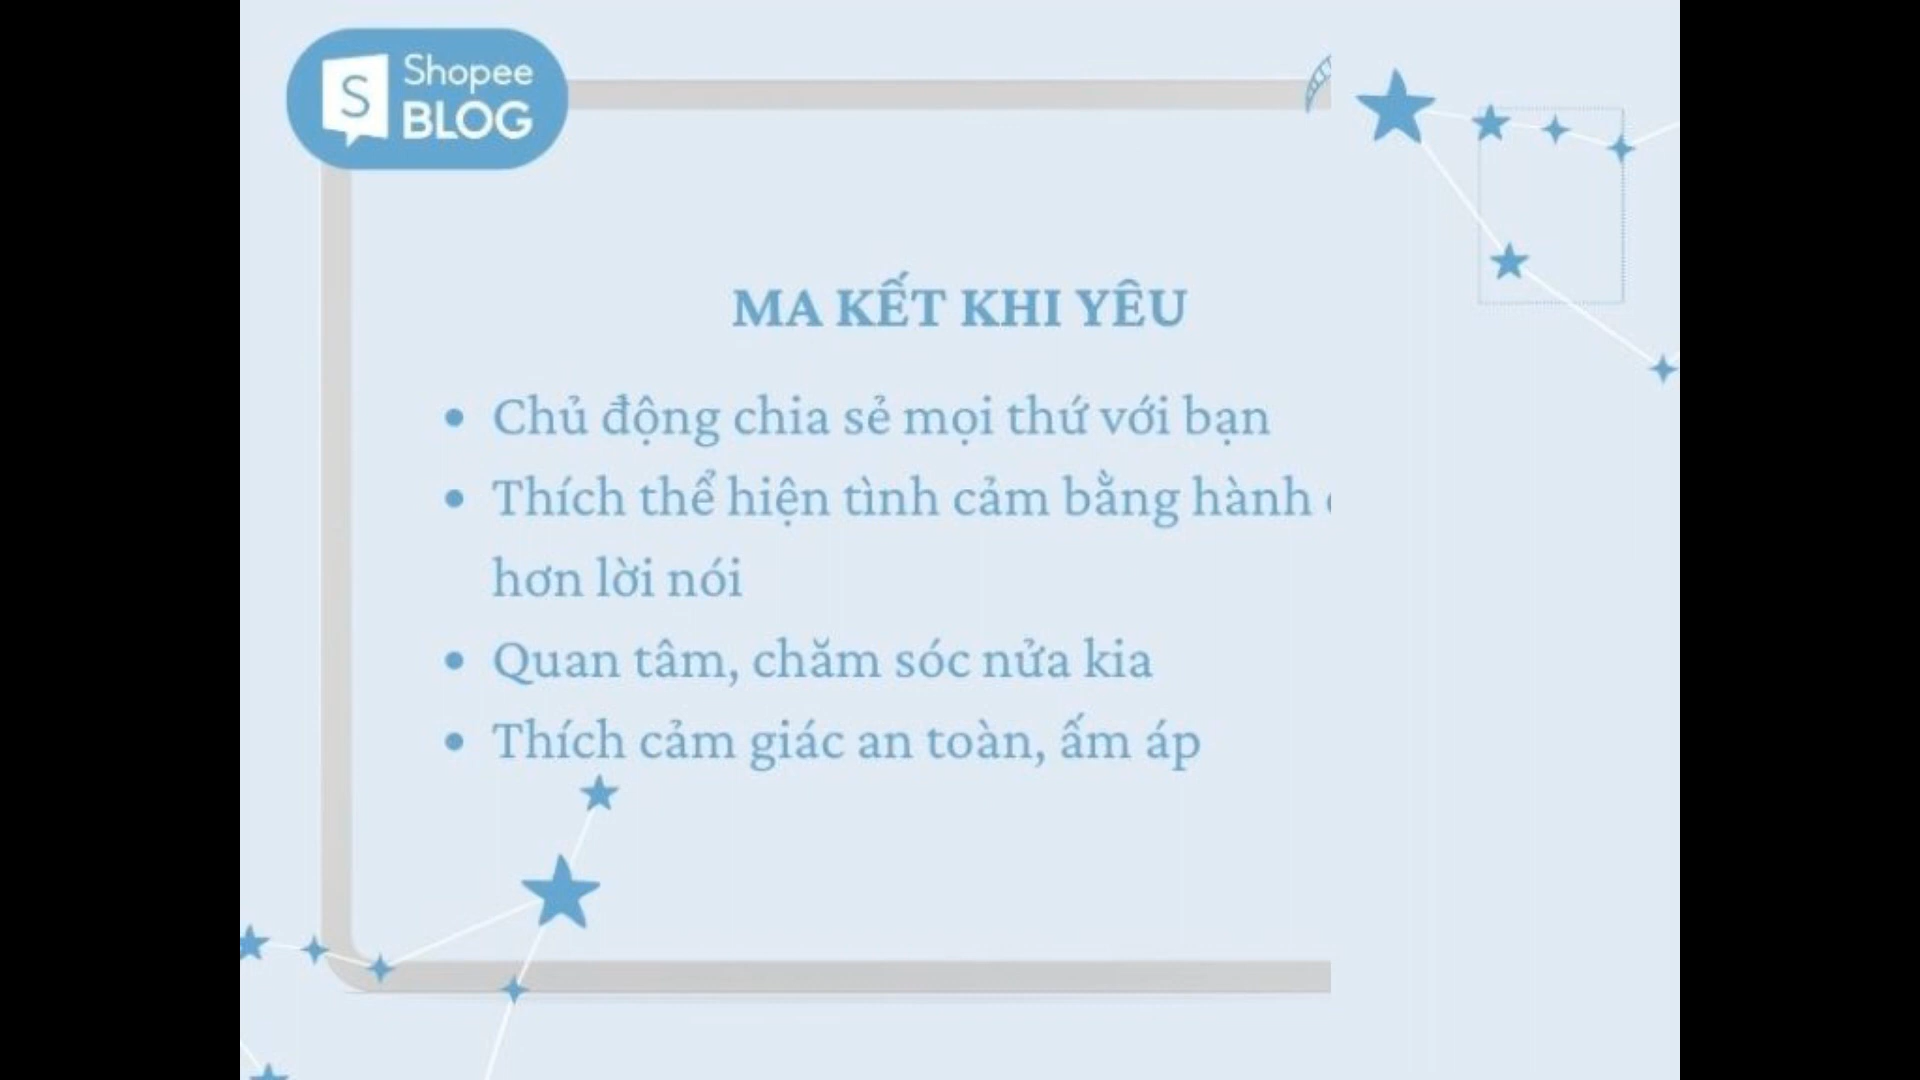 S
Shopee
BLOG
MA KẾT KHI YÊU
• Chủ động chia sẻ mọi thứ với bạn
• Thích thể hiện tình cảm bằng hành
hơn lời nói
• Quan tâm, chăm sóc nửa kia
• Thích cảm giác an toàn, ấm áp